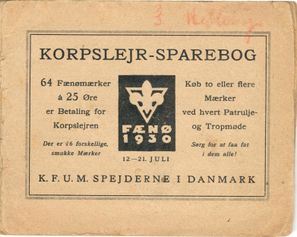 KORPSLEJR-SPAREBOG
64 Fænømærker
à 25 Øre
er Betaling for
Korpslejren
Der er 16 forskellige,
smukke Mærker
FÆNØ
1930
12—21. JULI
Køb to eller flere
Mærker
ved hvert Patrulje-
og Tropmøde
Sørg for at faa fat
i dem alle!
K. F. U. M. SPEJDERNE I DANMARK